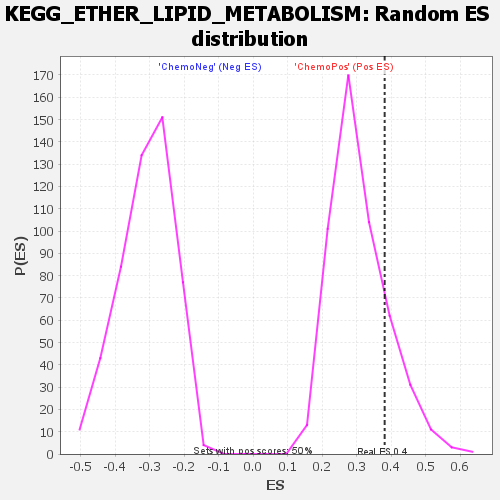 KEGG_ETHER_LIPID_METABOLISM: Random ES
distribution
'ChemoNeg' (Neg ES) 'ChemoPos' (Pos ES)
170
160
150
140
130
120
110
100
90
80
70
60
50
40
30
20
10
0
P(ES)
Sets with pos scores: 50%
Real ES 0.4
-0.5 -0.4 -0.3 -0.2 -0.1 0.0 0.1 0.2 0.3 0.4 0.5 0.6
ES